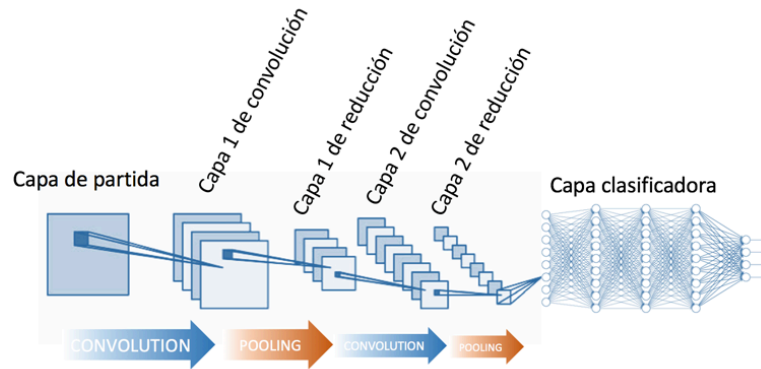 Capa de partida
Capa 1 de convolución
Capa 1 de reducción
Capa 2 de convolución
Capa 2 de reducción
Capa clasificadora
CONVOLUTION
POOLING
CONVOLUTION
POOLING